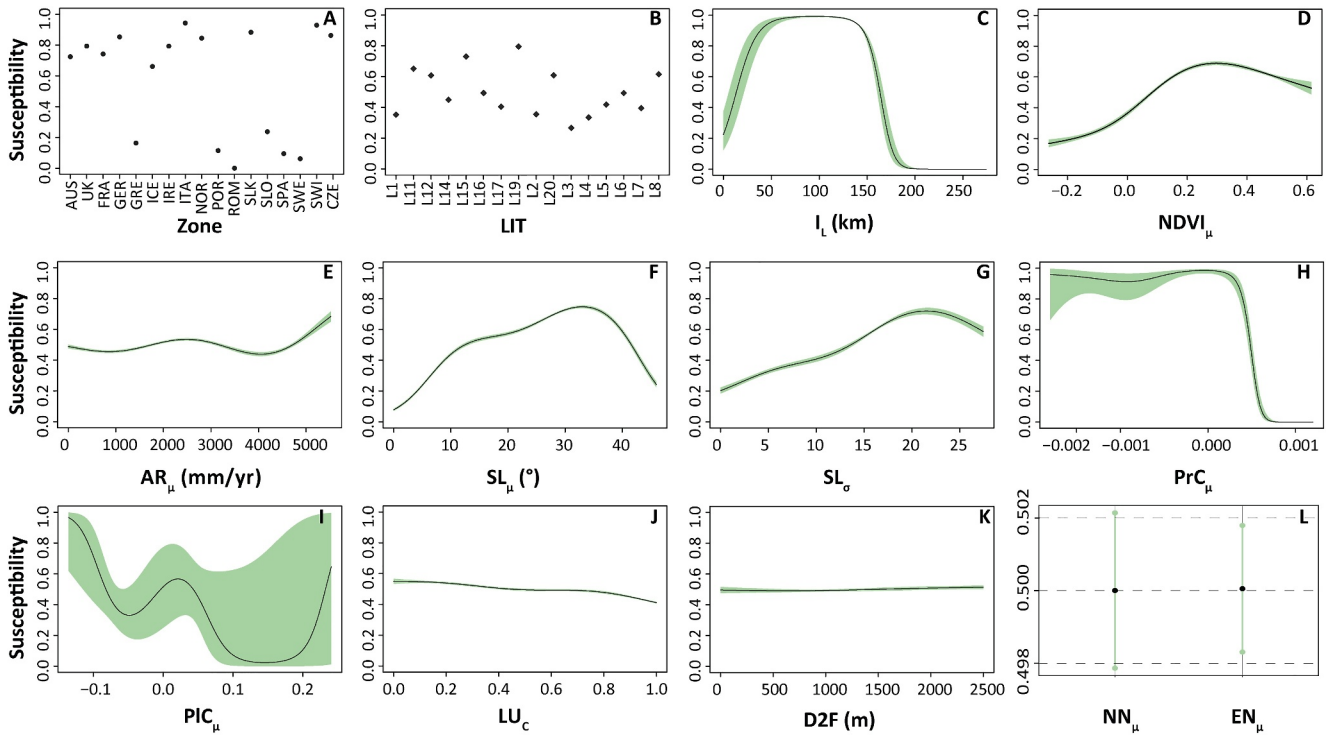 A
B
C
D
Susceptibility
0.0 0.2 0.4 0.6 0.8 1.0
0.0 0.2 0.4 0.6 0.8 1.0
0.0 0.2 0.4 0.6 0.8 1.0
0.0 0.2 0.4 0.6 0.8 1.0
AUS UK FRA GER GRE ICE IRE ITA NOR POR ROM SLK SLO SPA SWE SWI CZE
L1 L11 L12 L14 L15 L16 L17 L19 L2 L20 L3 L4 L5 L6 L7 L8
0 50 100 150 200 250
−0.2 0.0 0.2 0.4 0.6
Zone
LIT
I_L (km)
NDVI_μ
E
F
G
H
Susceptibility
0.0 0.2 0.4 0.6 0.8 1.0
0.0 0.2 0.4 0.6 0.8 1.0
0.0 0.2 0.4 0.6 0.8 1.0
0.0 0.2 0.4 0.6 0.8 1.0
0 1000 2000 3000 4000 5000
0 10 20 30 40
0 5 10 15 20 25
−0.002 −0.001 0.000 0.001
AR_μ (mm/yr)
SL_μ (°)
SL_σ
PrC_μ
I
J
K
L
Susceptibility
0.0 0.2 0.4 0.6 0.8 1.0
0.0 0.2 0.4 0.6 0.8 1.0
0.0 0.2 0.4 0.6 0.8 1.0
0.498 0.500 0.502
−0.1 0.0 0.1 0.2
0.0 0.2 0.4 0.6 0.8 1.0
0 500 1000 1500 2000 2500
PlC_μ
LU_C
D2F (m)
NN_μ
EN_μ